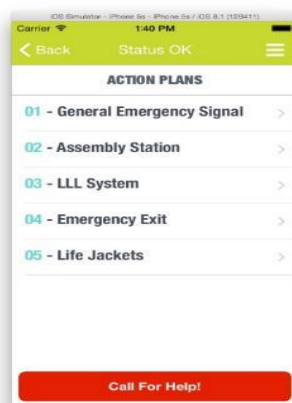 iOS Simulator - iPhone 5s - iPhone 5s / iOS 8.1 (12B411)
Carrier 1:40 PM
Back Status OK
ACTION PLANS
01 - General Emergency Signal
02 - Assembly Station
03 - LLL System
04 - Emergency Exit
05 - Life Jackets
Call For Help!